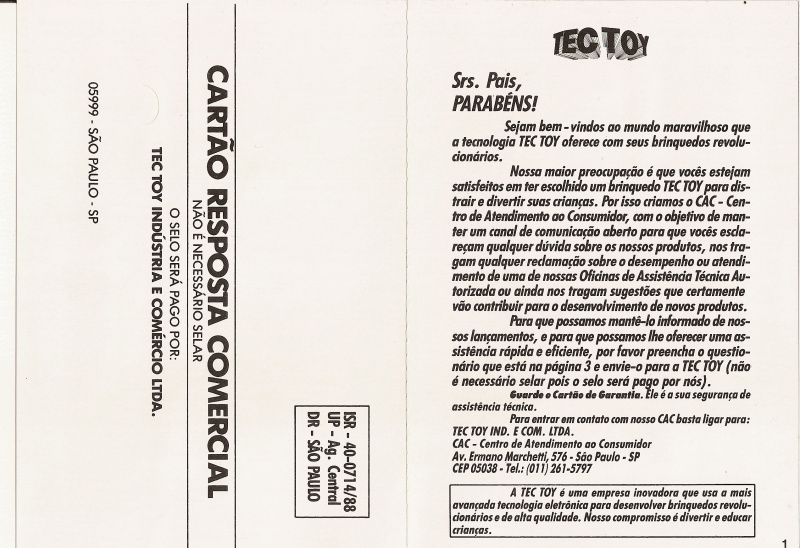 CARTÃO RESPOSTA COMERCIAL
NÃO É NECESSÁRIO SELAR
O SELO SERÁ PAGO POR:
TEC TOY INDÚSTRIA E COMÉRCIO LTDA.
05999 - SÃO PAULO - SP
ISR - 40-0714/88
UP - Ag. Central
DR - SÃO PAULO
TEC TOY
Srs. Pais,
PARABÉNS!
Sejam bem-vindos ao mundo maravilhoso que
a tecnologia TEC TOY oferece com seus brinquedos revolu-
cionários.
Nossa maior preocupação é que vocês estejam
satisfeitos em ter escolhido um brinquedo TEC TOY para dis-
trair e divertir suas crianças. Por isso criamos o CAC - Cen-
tro de Atendimento ao Consumidor, com o objetivo de man-
ter um canal de comunicação aberto para que vocês escla-
reçam qualquer dúvida sobre os nossos produtos, nos tra-
gam qualquer reclamação sobre o desempenho ou atendi-
mento de uma de nossas Oficinas de Assistência Técnica Au-
torizada ou ainda nos tragam sugestões que certamente
vão contribuir para o desenvolvimento de novos produtos.
Para que possamos mantê-lo informado de nos-
sos lançamentos, e para que possamos lhe oferecer uma as-
sistência rápida e eficiente, por favor preencha o questio-
nário que está na página 3 e envie-o para a TEC TOY (não
é necessário selar pois o selo será pago por nós).
Guarde o Cartão de Garantia. Ele é a sua segurança de
assistência técnica.
Para entrar em contato com nosso CAC basta ligar para:
TEC TOY IND. E COM. LTDA.
CAC - Centro de Atendimento ao Consumidor
Av. Ermano Marchetti, 576 - São Paulo - SP
CEP 05038 - Tel.: (011) 261-5797
A TEC TOY é uma empresa inovadora que usa a mais
avançada tecnologia eletrônica para desenvolver brinquedos revolu-
cionários e de alta qualidade. Nosso compromisso é divertir e educar
crianças.
1